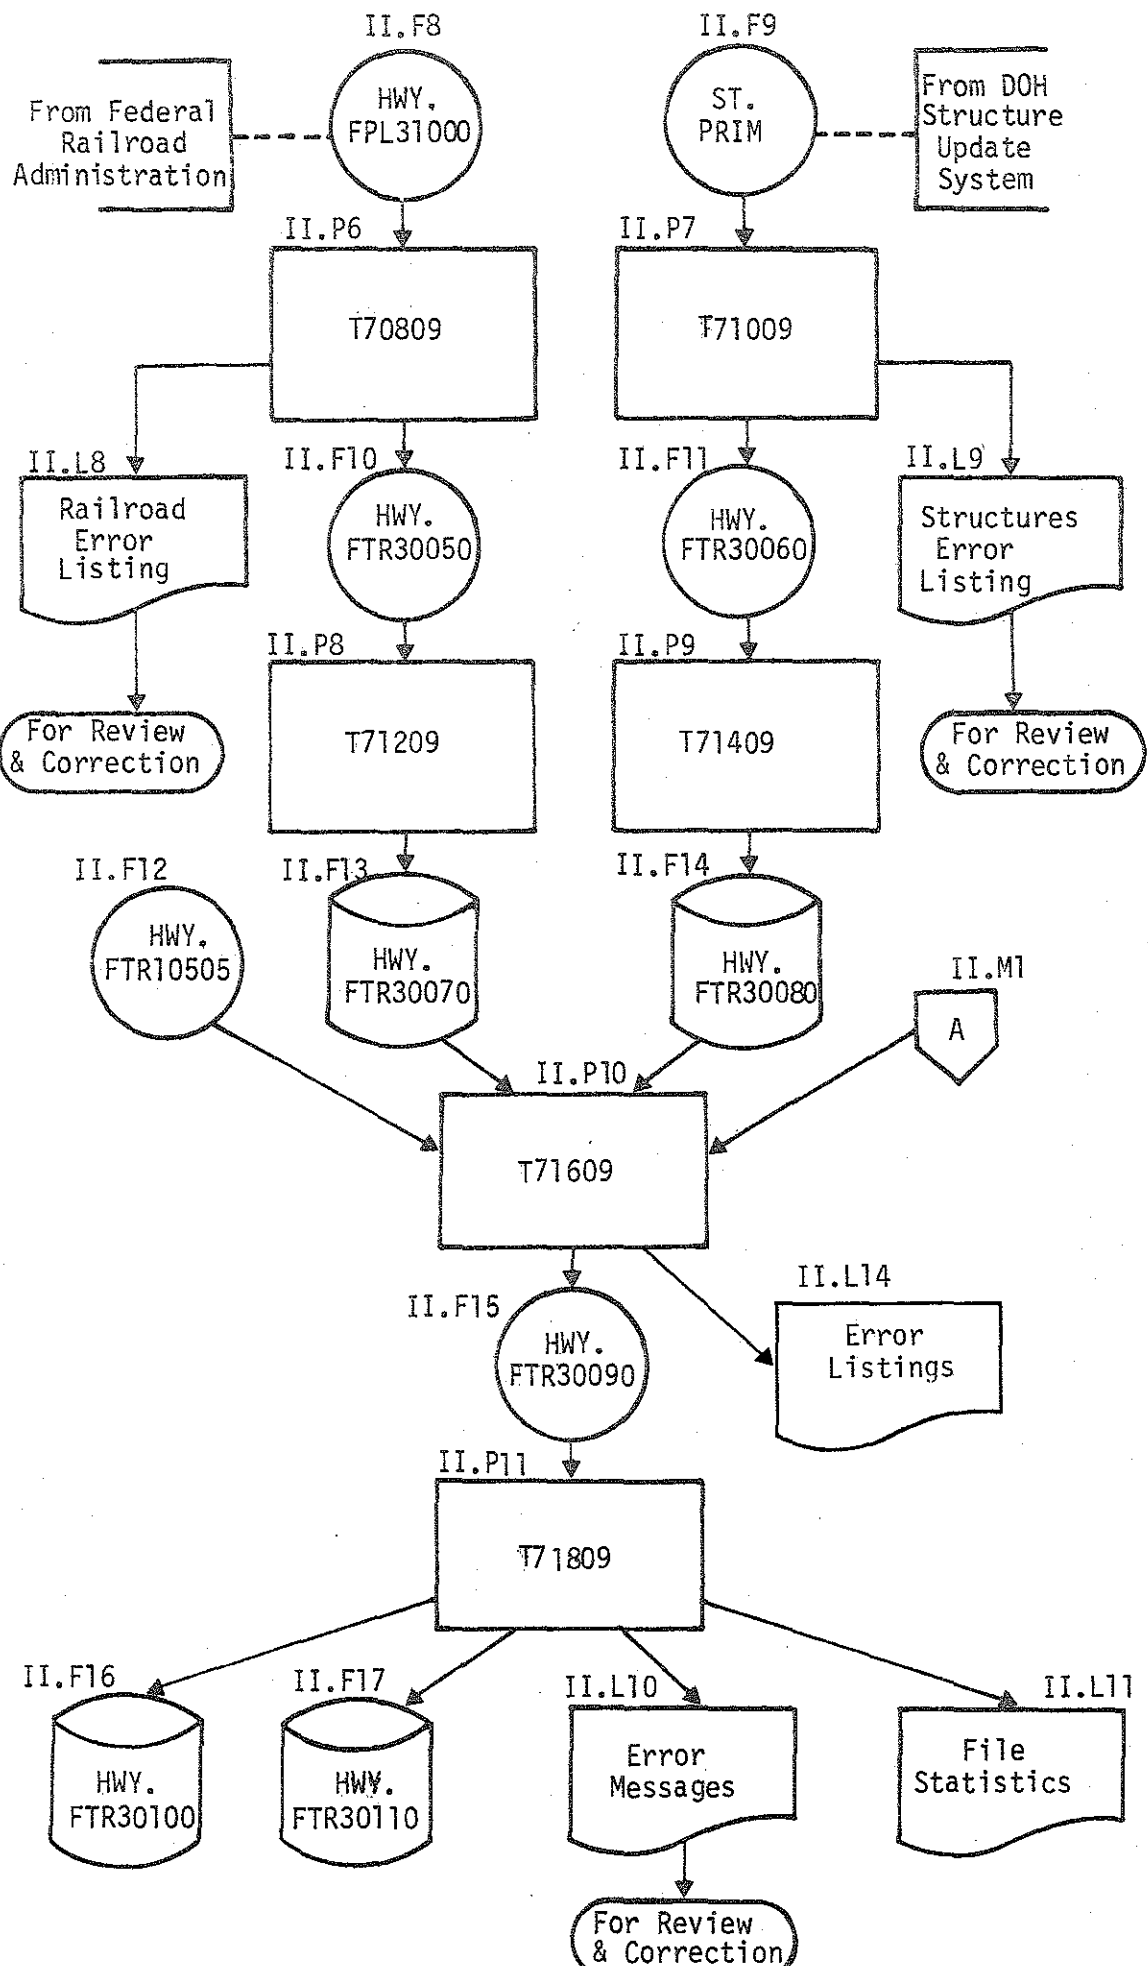 II.F8
II.F9
From Federal
Railroad
Administration
HWY.
FPL31000
ST.
PRIM
From DOH
Structure
Update
System
II.P6
II.P7
T70809
T71009
II.L8
II.F10
II.F11
II.L9
Railroad
Error
Listing
HWY.
FTR30050
HWY.
FTR30060
Structures
Error
Listing
II.P8
II.P9
For Review
& Correction
T71209
T71409
For Review
& Correction
II.F12
II.F13
II.F14
HWY.
FTR10505
HWY.
FTR30070
HWY.
FTR30080
II.M1
A
II.P10
T71609
II.F15
II.L14
HWY.
FTR30090
Error
Listings
II.P11
T71809
II.F16
II.F17
II.L10
II.L11
HWY.
FTR30100
HWY.
FTR30110
Error
Messages
File
Statistics
For Review
& Correction